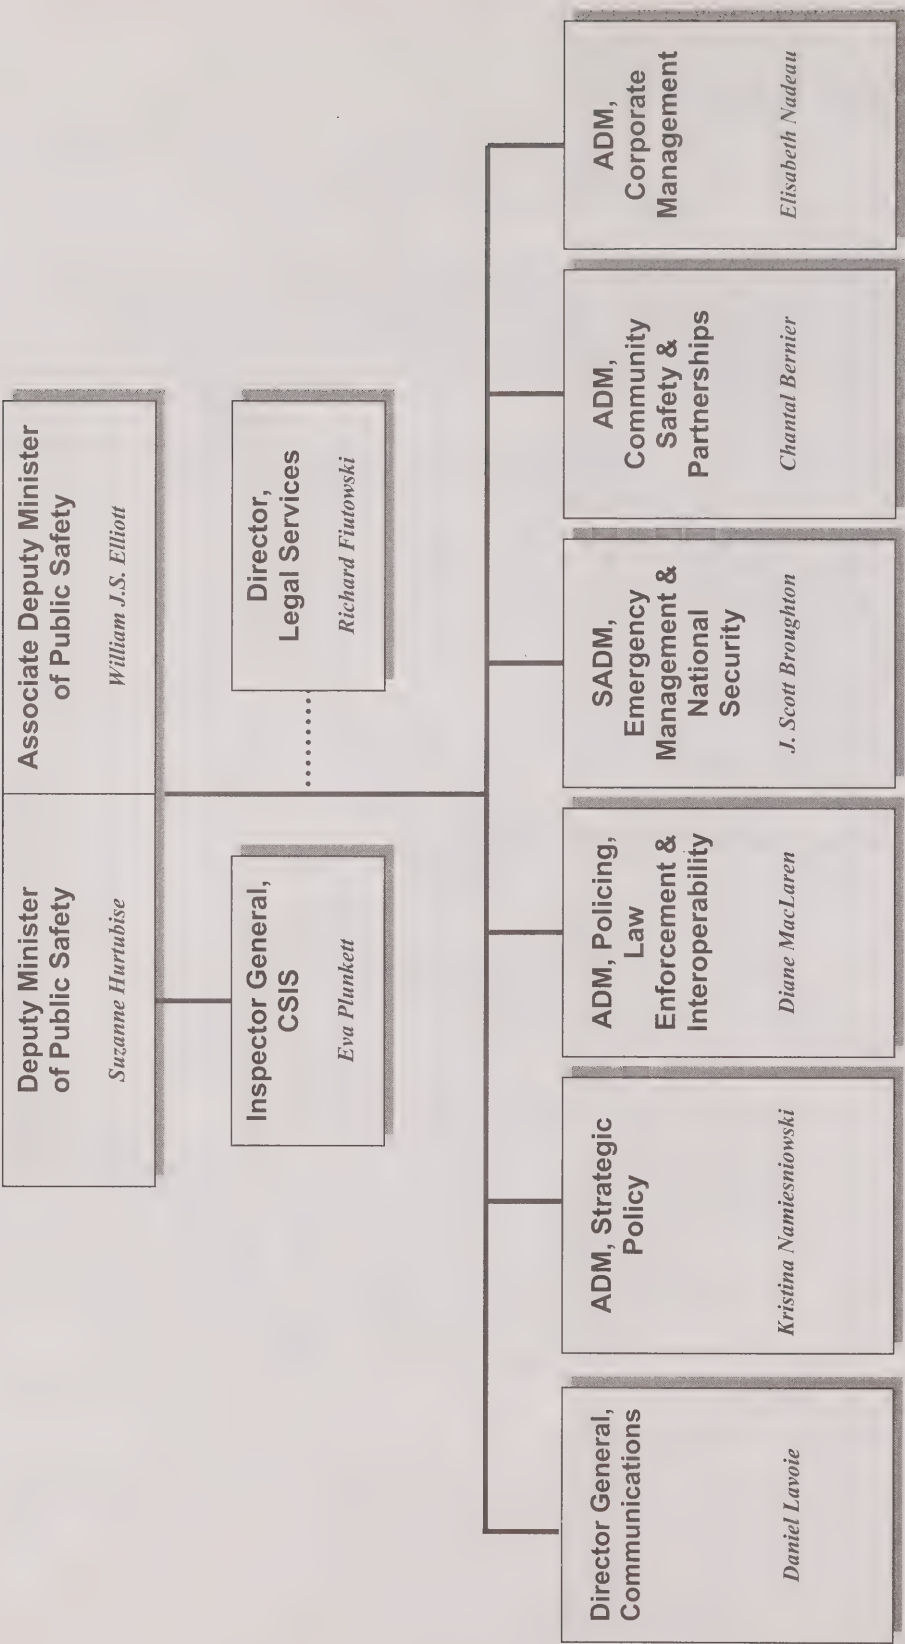 Deputy Minister
of Public Safety
Suzanne Hurtubise
Associate Deputy Minister
of Public Safety
William J.S. Elliott
Inspector General,
CSIS
Eva Plunkett
Director,
Legal Services
Richard Fiutowski
Director General,
Communications
Daniel Lavoie
ADM, Strategic
Policy
Kristina Namiesniowski
ADM, Policing,
Law
Enforcement &
Interoperability
Diane MacLaren
SADM,
Emergency
Management &
National
Security
J. Scott Broughton
ADM,
Community
Safety &
Partnerships
Chantal Bernier
ADM,
Corporate
Management
Elisabeth Nadeau